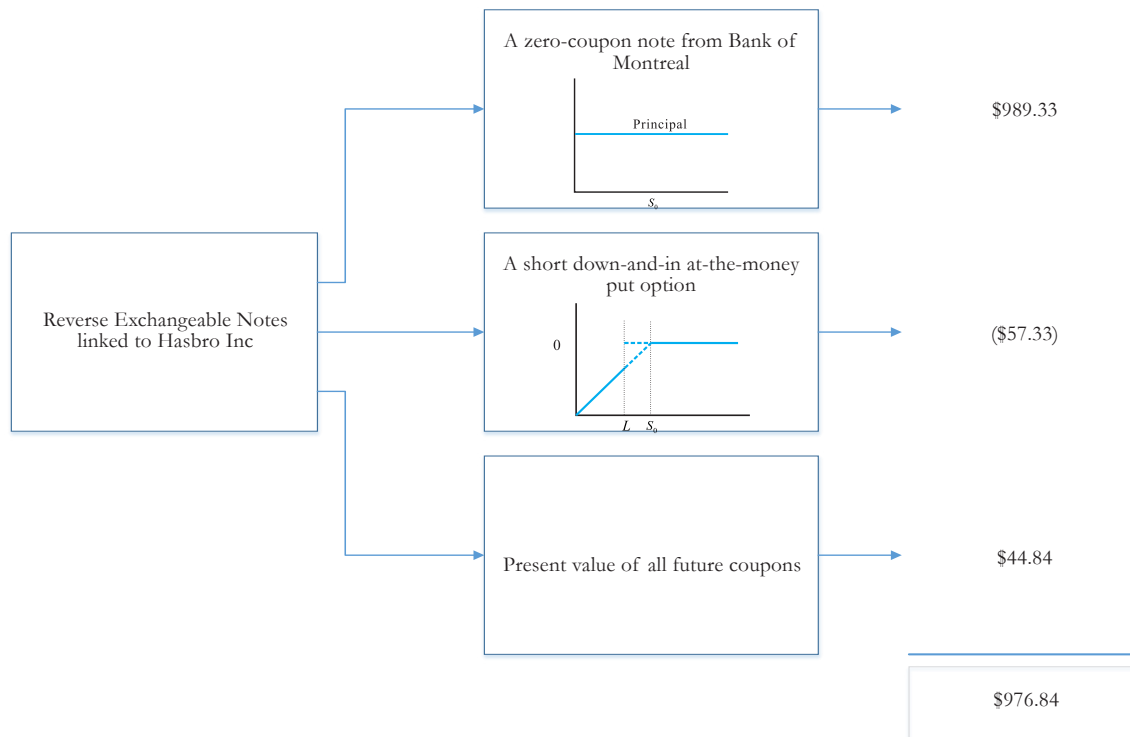 A zero-coupon note from Bank of
Montreal
Principal
S₀
$989.33
Reverse Exchangeable Notes
linked to Hasbro Inc
A short down-and-in at-the-money
put option
0
L S₀
($57.33)
Present value of all future coupons
$44.84
$976.84